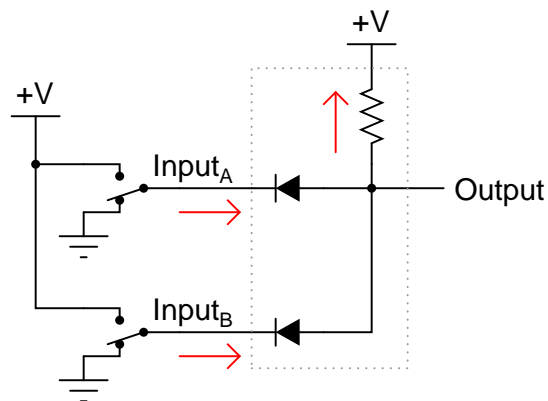 +V
+V
Input_A
Output
Input_B